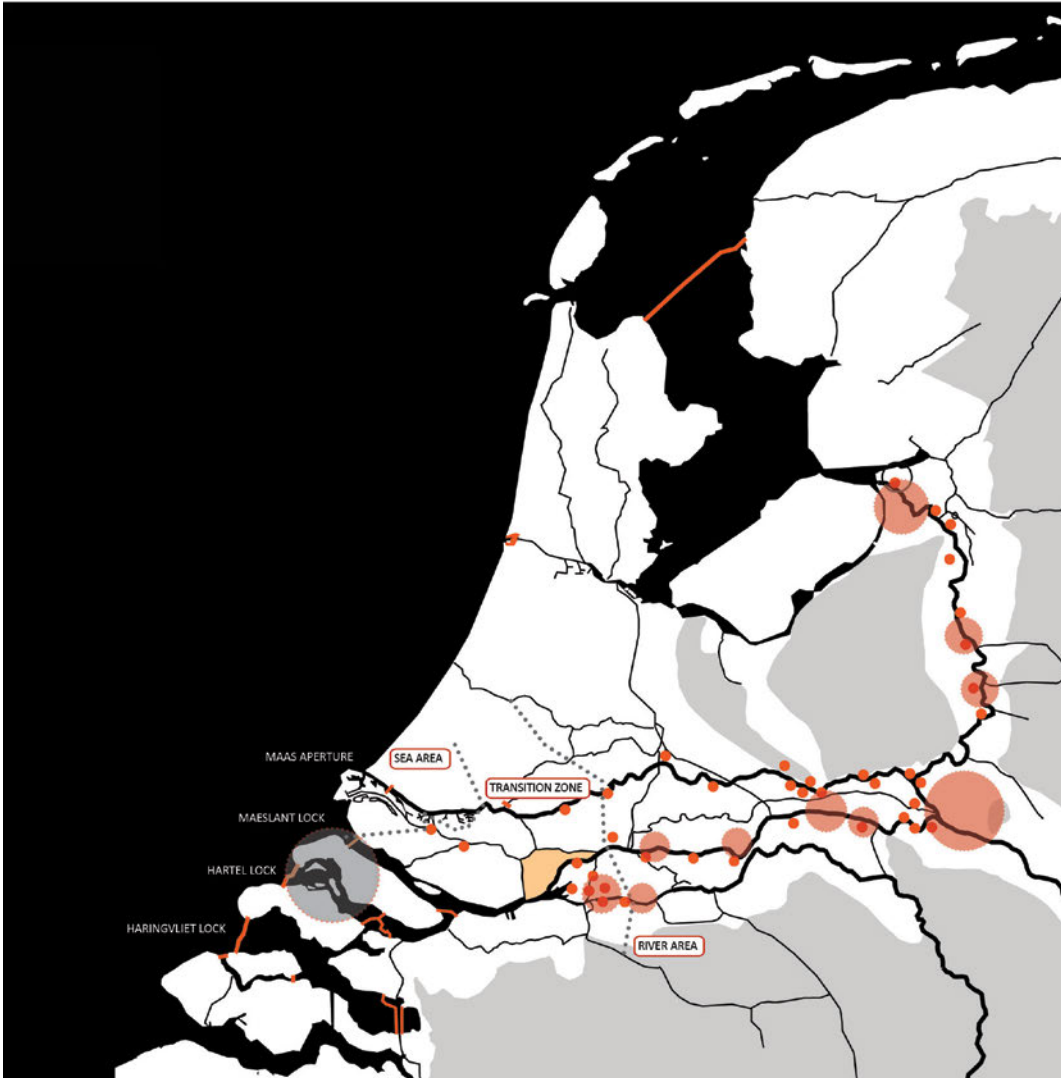 MAAS APERTURE
SEA AREA
TRANSITION ZONE
MAESLANT LOCK
HARTEL LOCK
HARINGVLIET LOCK
RIVER AREA